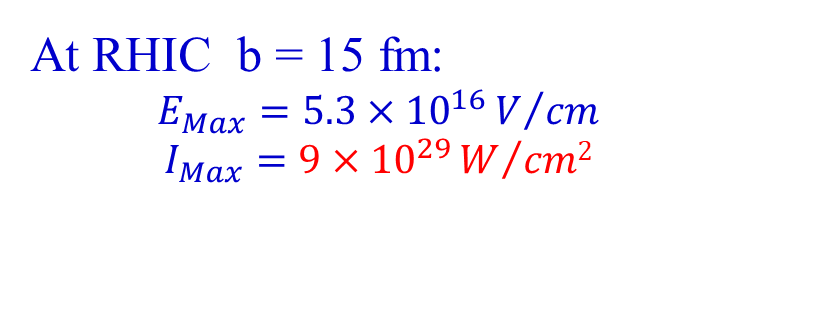 At RHIC b = 15 fm:
E_Max = 5.3 × 10^16 V/cm
I_Max = 9 × 10^29 W/cm^2